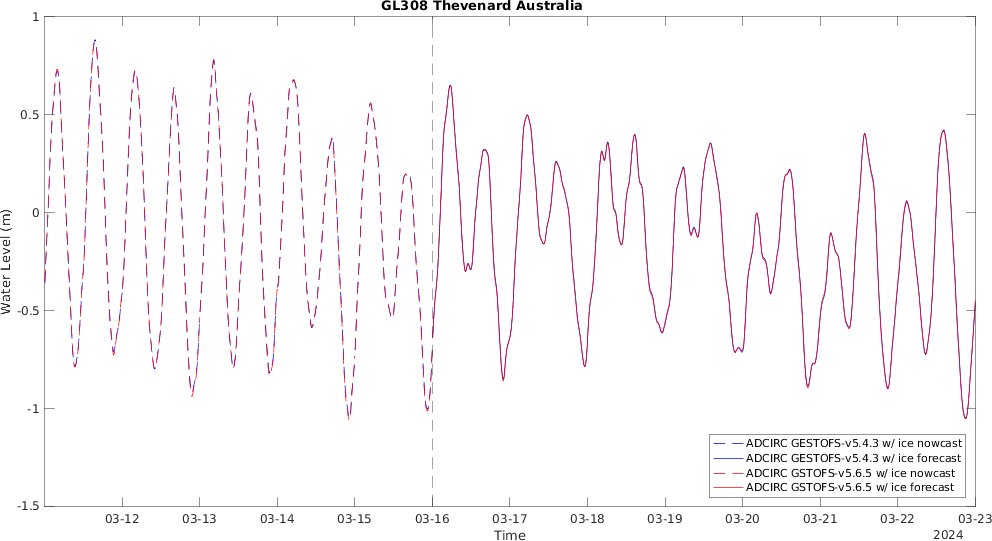 GL308 Thevenard Australia
1
0.5
0
-0.5
-1
-1.5
Water Level (m)
ADCIRC GESTOFS-v5.4.3 w/ ice nowcast
ADCIRC GESTOFS-v5.4.3 w/ ice forecast
ADCIRC GSTOFS-v5.6.5 w/ ice nowcast
ADCIRC GSTOFS-v5.6.5 w/ ice forecast
03-12 03-13 03-14 03-15 03-16 03-17 03-18 03-19 03-20 03-21 03-22 03-23
Time
2024